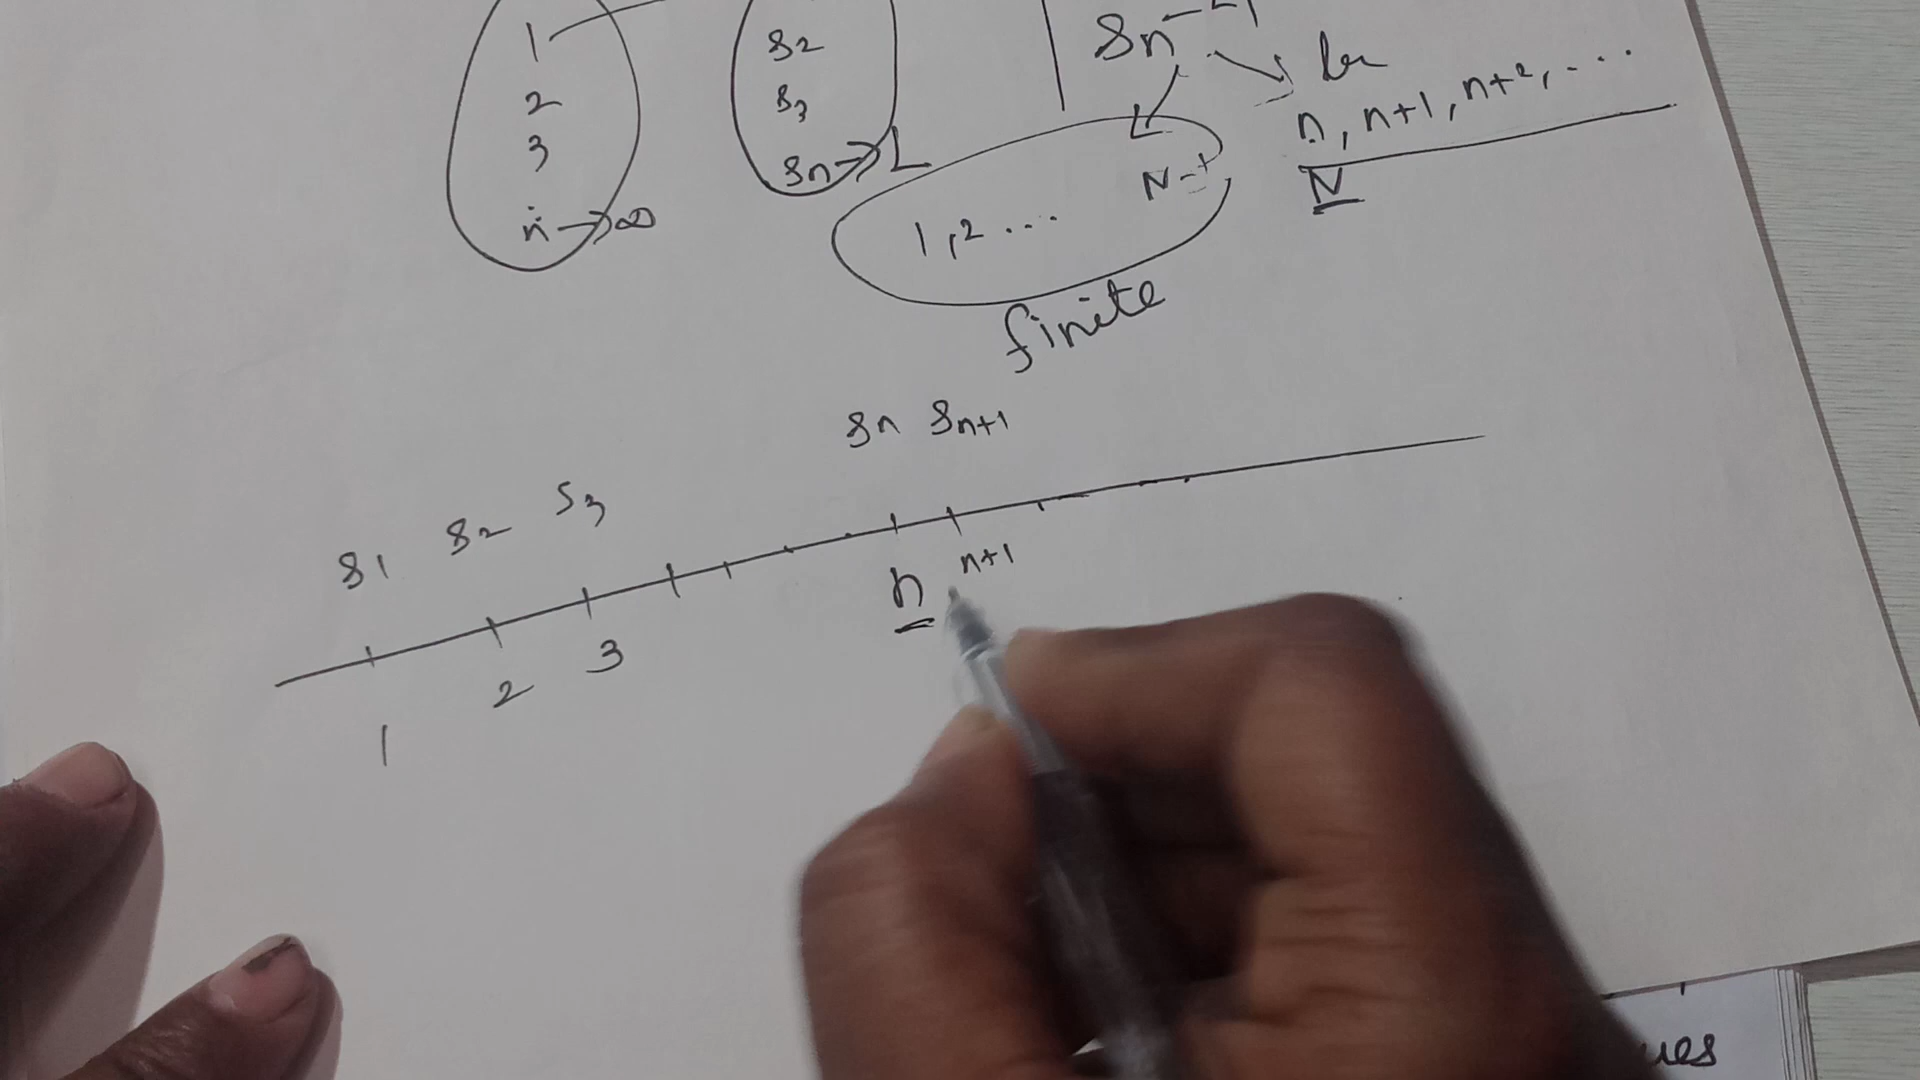 1
2
3
n → ∞
s2
s3
sn → L
sn - L
n, n+1, n+2, ...
N
1, 2 ... N-1
finite
sn sn+1
s1 s2 s3
n n+1
1 2 3